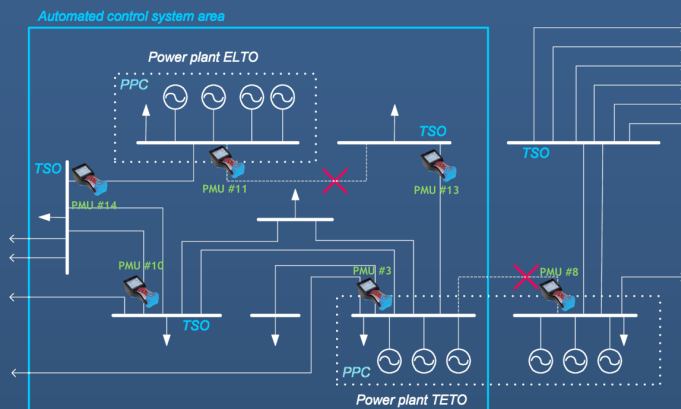 Automated control system area
Power plant ELTO
PPC
TSO
TSO
TSO
PMU #11
PMU #13
PMU #14
PMU #10
PMU #3
PMU #8
TSO
PPC
Power plant TETO